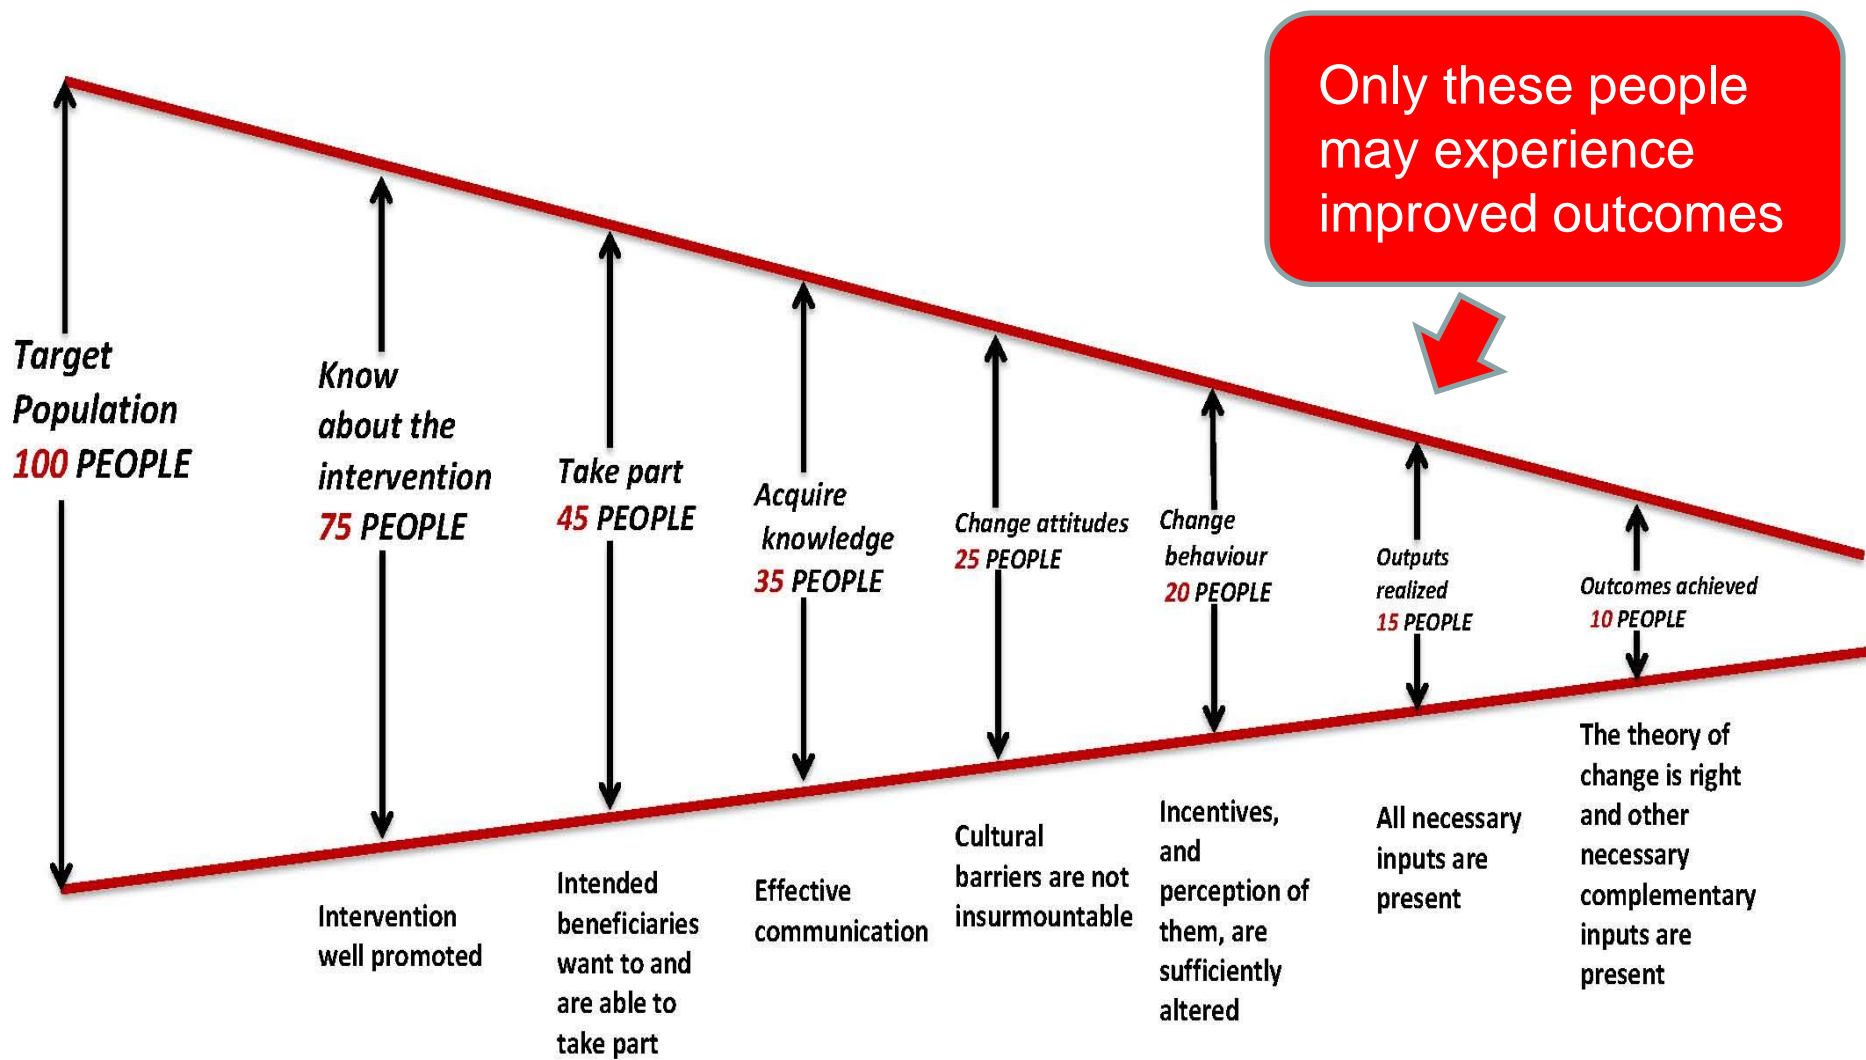 Only these people
may experience
improved outcomes
Target
Population
100 PEOPLE
Know
about the
intervention
75 PEOPLE
Take part
45 PEOPLE
Acquire
knowledge
35 PEOPLE
Change attitudes
25 PEOPLE
Change
behaviour
20 PEOPLE
Outputs
realized
15 PEOPLE
Outcomes achieved
10 PEOPLE
Intervention
well promoted
Intended
beneficiaries
want to and
are able to
take part
Effective
communication
Cultural
barriers are not
insurmountable
Incentives,
and
perception of
them, are
sufficiently
altered
All necessary
inputs are
present
The theory of
change is right
and other
necessary
complementary
inputs are
present